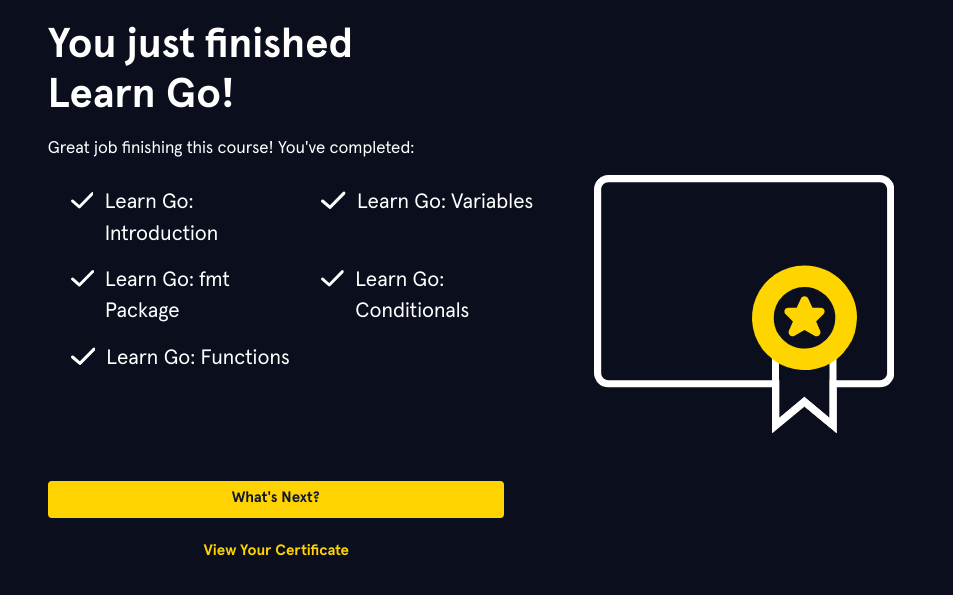 You just finished
Learn Go!
Great job finishing this course! You've completed:
Learn Go:
Introduction
Learn Go: Variables
Learn Go: fmt
Package
Learn Go:
Conditionals
Learn Go: Functions
What's Next?
View Your Certificate